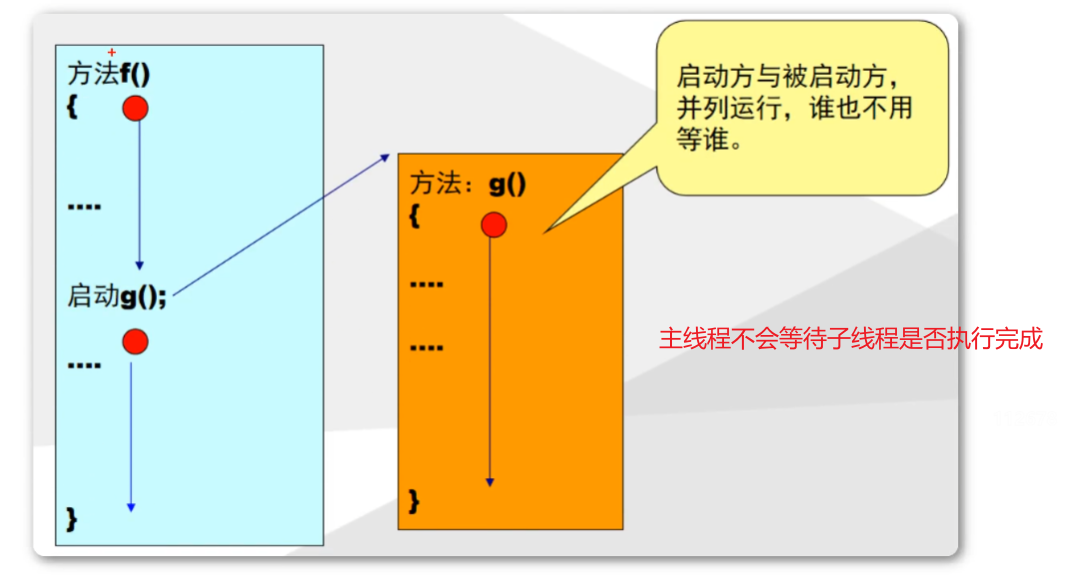 方法f()
{
....
启动g();
....
}
方法：g()
{
....
....
}
启动方与被启动方，
并列运行，谁也不用
等谁。
主线程不会等待子线程是否执行完成